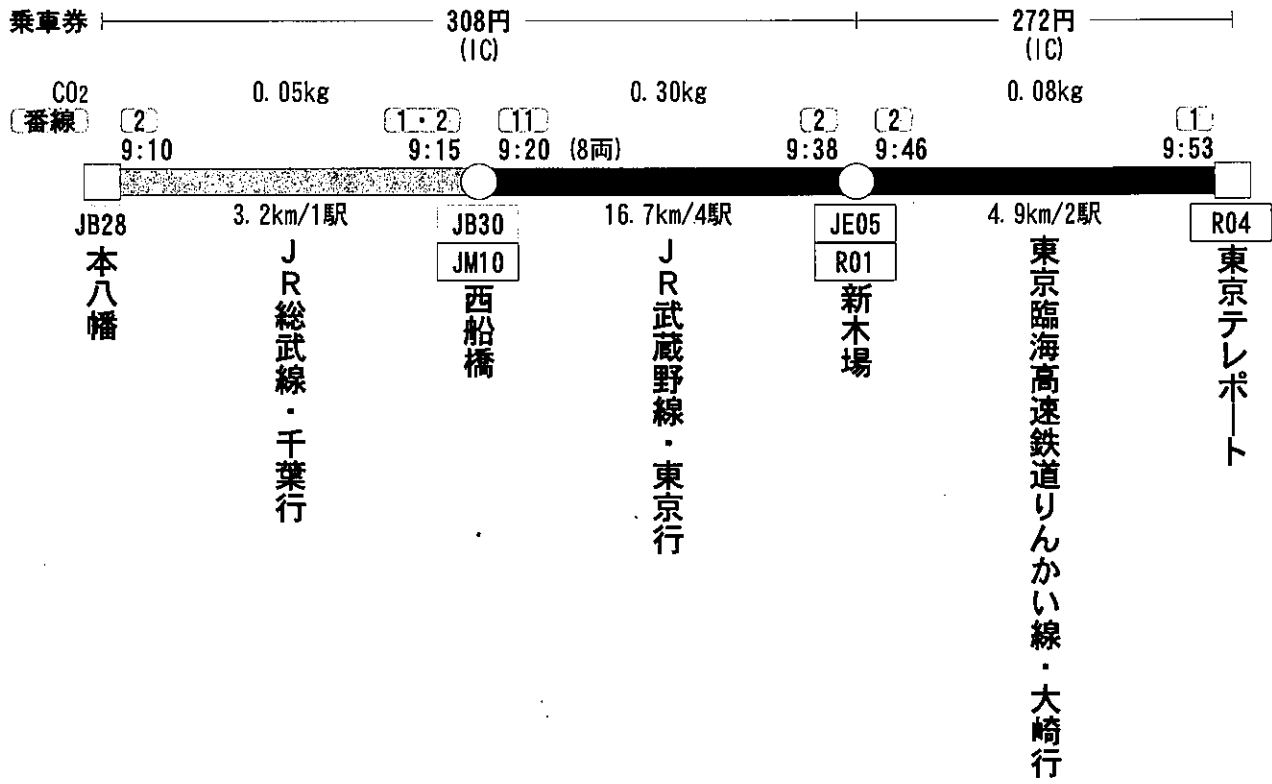 乗車券 308円 272円
(IC) (IC)
CO2 0.05kg 0.30kg 0.08kg
番線 2 1・2 11 2 2 1
9:10 9:15 9:20 (8両) 9:38 9:46 9:53
3.2km/1駅 16.7km/4駅 4.9km/2駅
JB28 JB30 JE05 R04
JM10 R01
本八幡
JR総武線・千葉行
西船橋
JR武蔵野線・東京行
新木場
東京臨海高速鉄道りんかい線・大崎行
東京テレポート